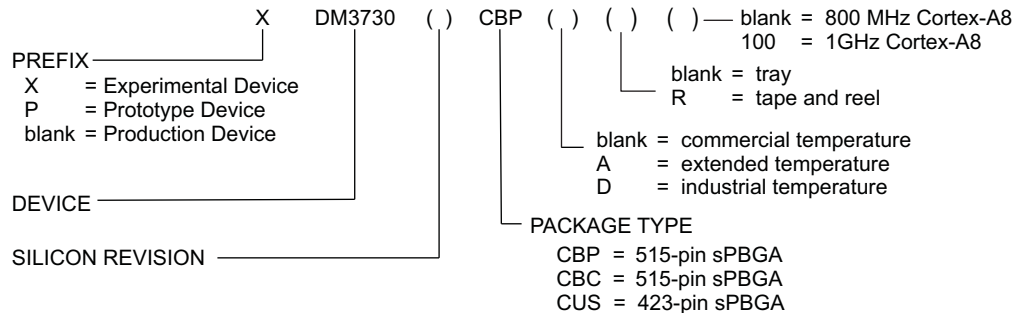 X DM3730 ( ) CBP ( ) ( ) ( ) blank = 800 MHz Cortex-A8
100 = 1GHz Cortex-A8
PREFIX
X = Experimental Device
P = Prototype Device
blank = Production Device
blank = tray
R = tape and reel
blank = commercial temperature
A = extended temperature
D = industrial temperature
DEVICE
PACKAGE TYPE
CBP = 515-pin sPBGA
CBC = 515-pin sPBGA
CUS = 423-pin sPBGA
SILICON REVISION